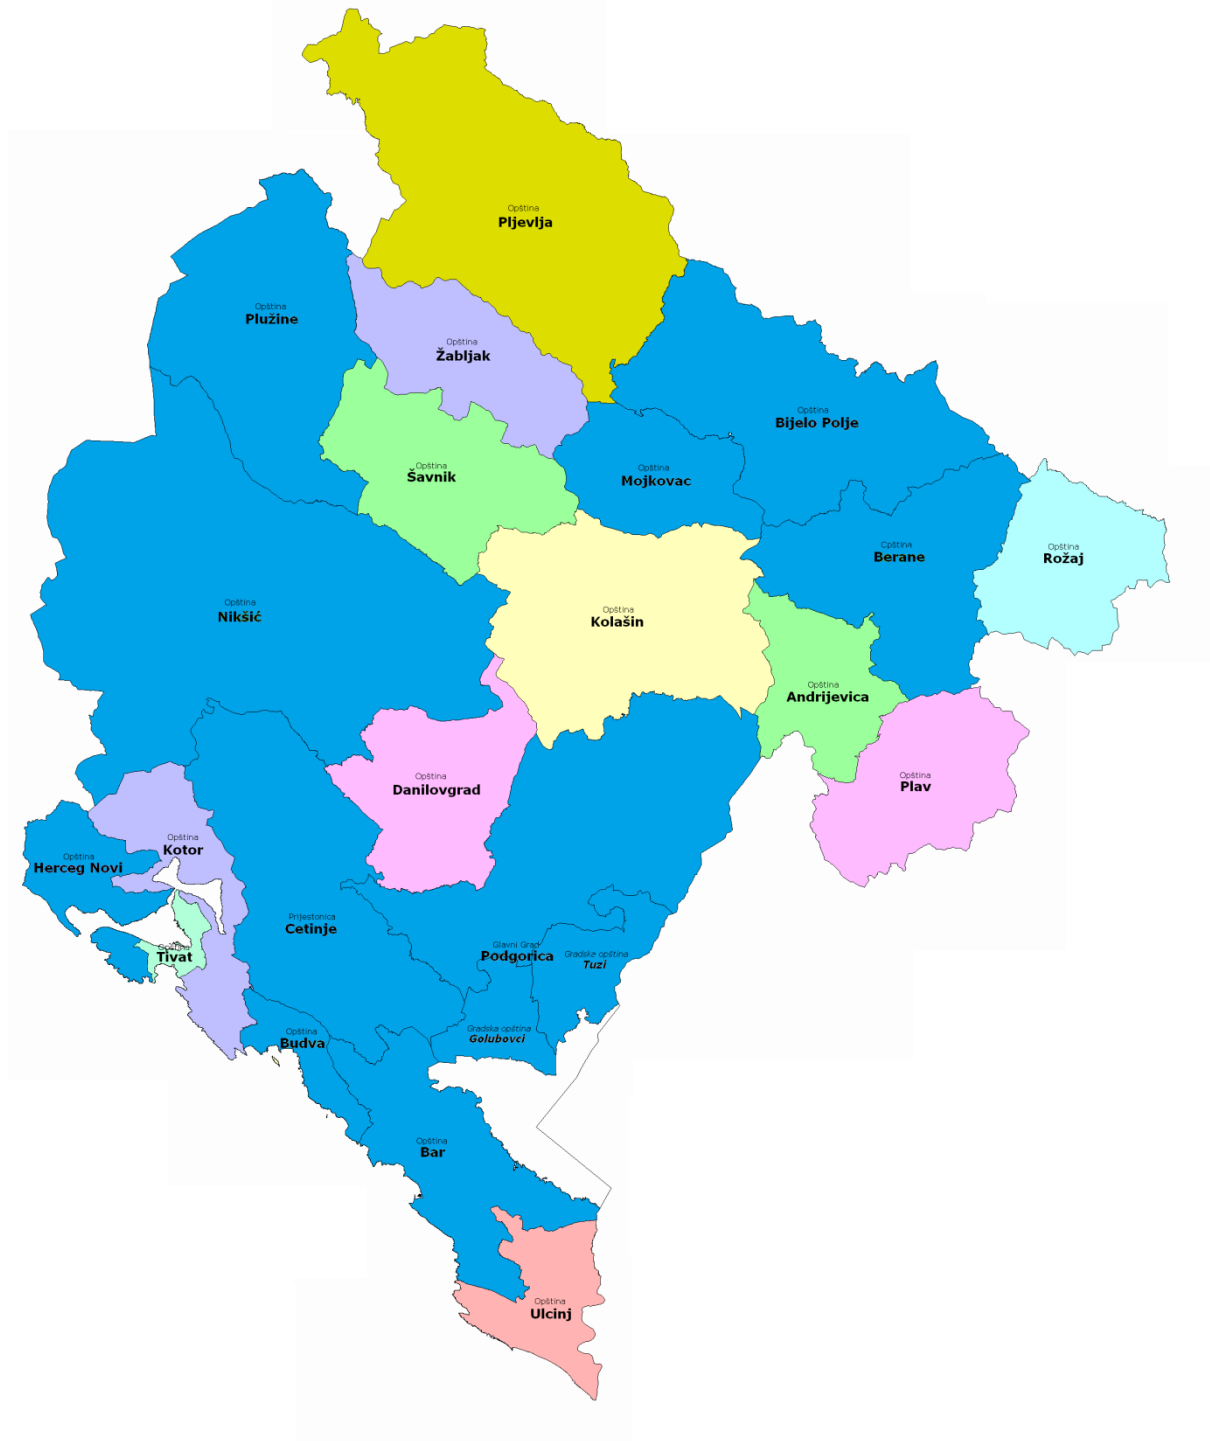 Opština
Pljevlja
Opština
Plužine
Opština
Žabljak
Opština
Bijelo Polje
Opština
Šavnik
Opština
Mojkovac
Opština
Berane
Opština
Rožaj
Opština
Nikšić
Opština
Kolašin
Opština
Andrijevica
Opština
Danilovgrad
Opština
Plav
Opština
Kotor
Opština
Herceg Novi
Prijestonica
Cetinje
Opština
Tivat
Glavni Grad
Podgorica
Gradska opština
Tuzi
Gradska opština
Golubovci
Opština
Budva
Opština
Bar
Opština
Ulcinj